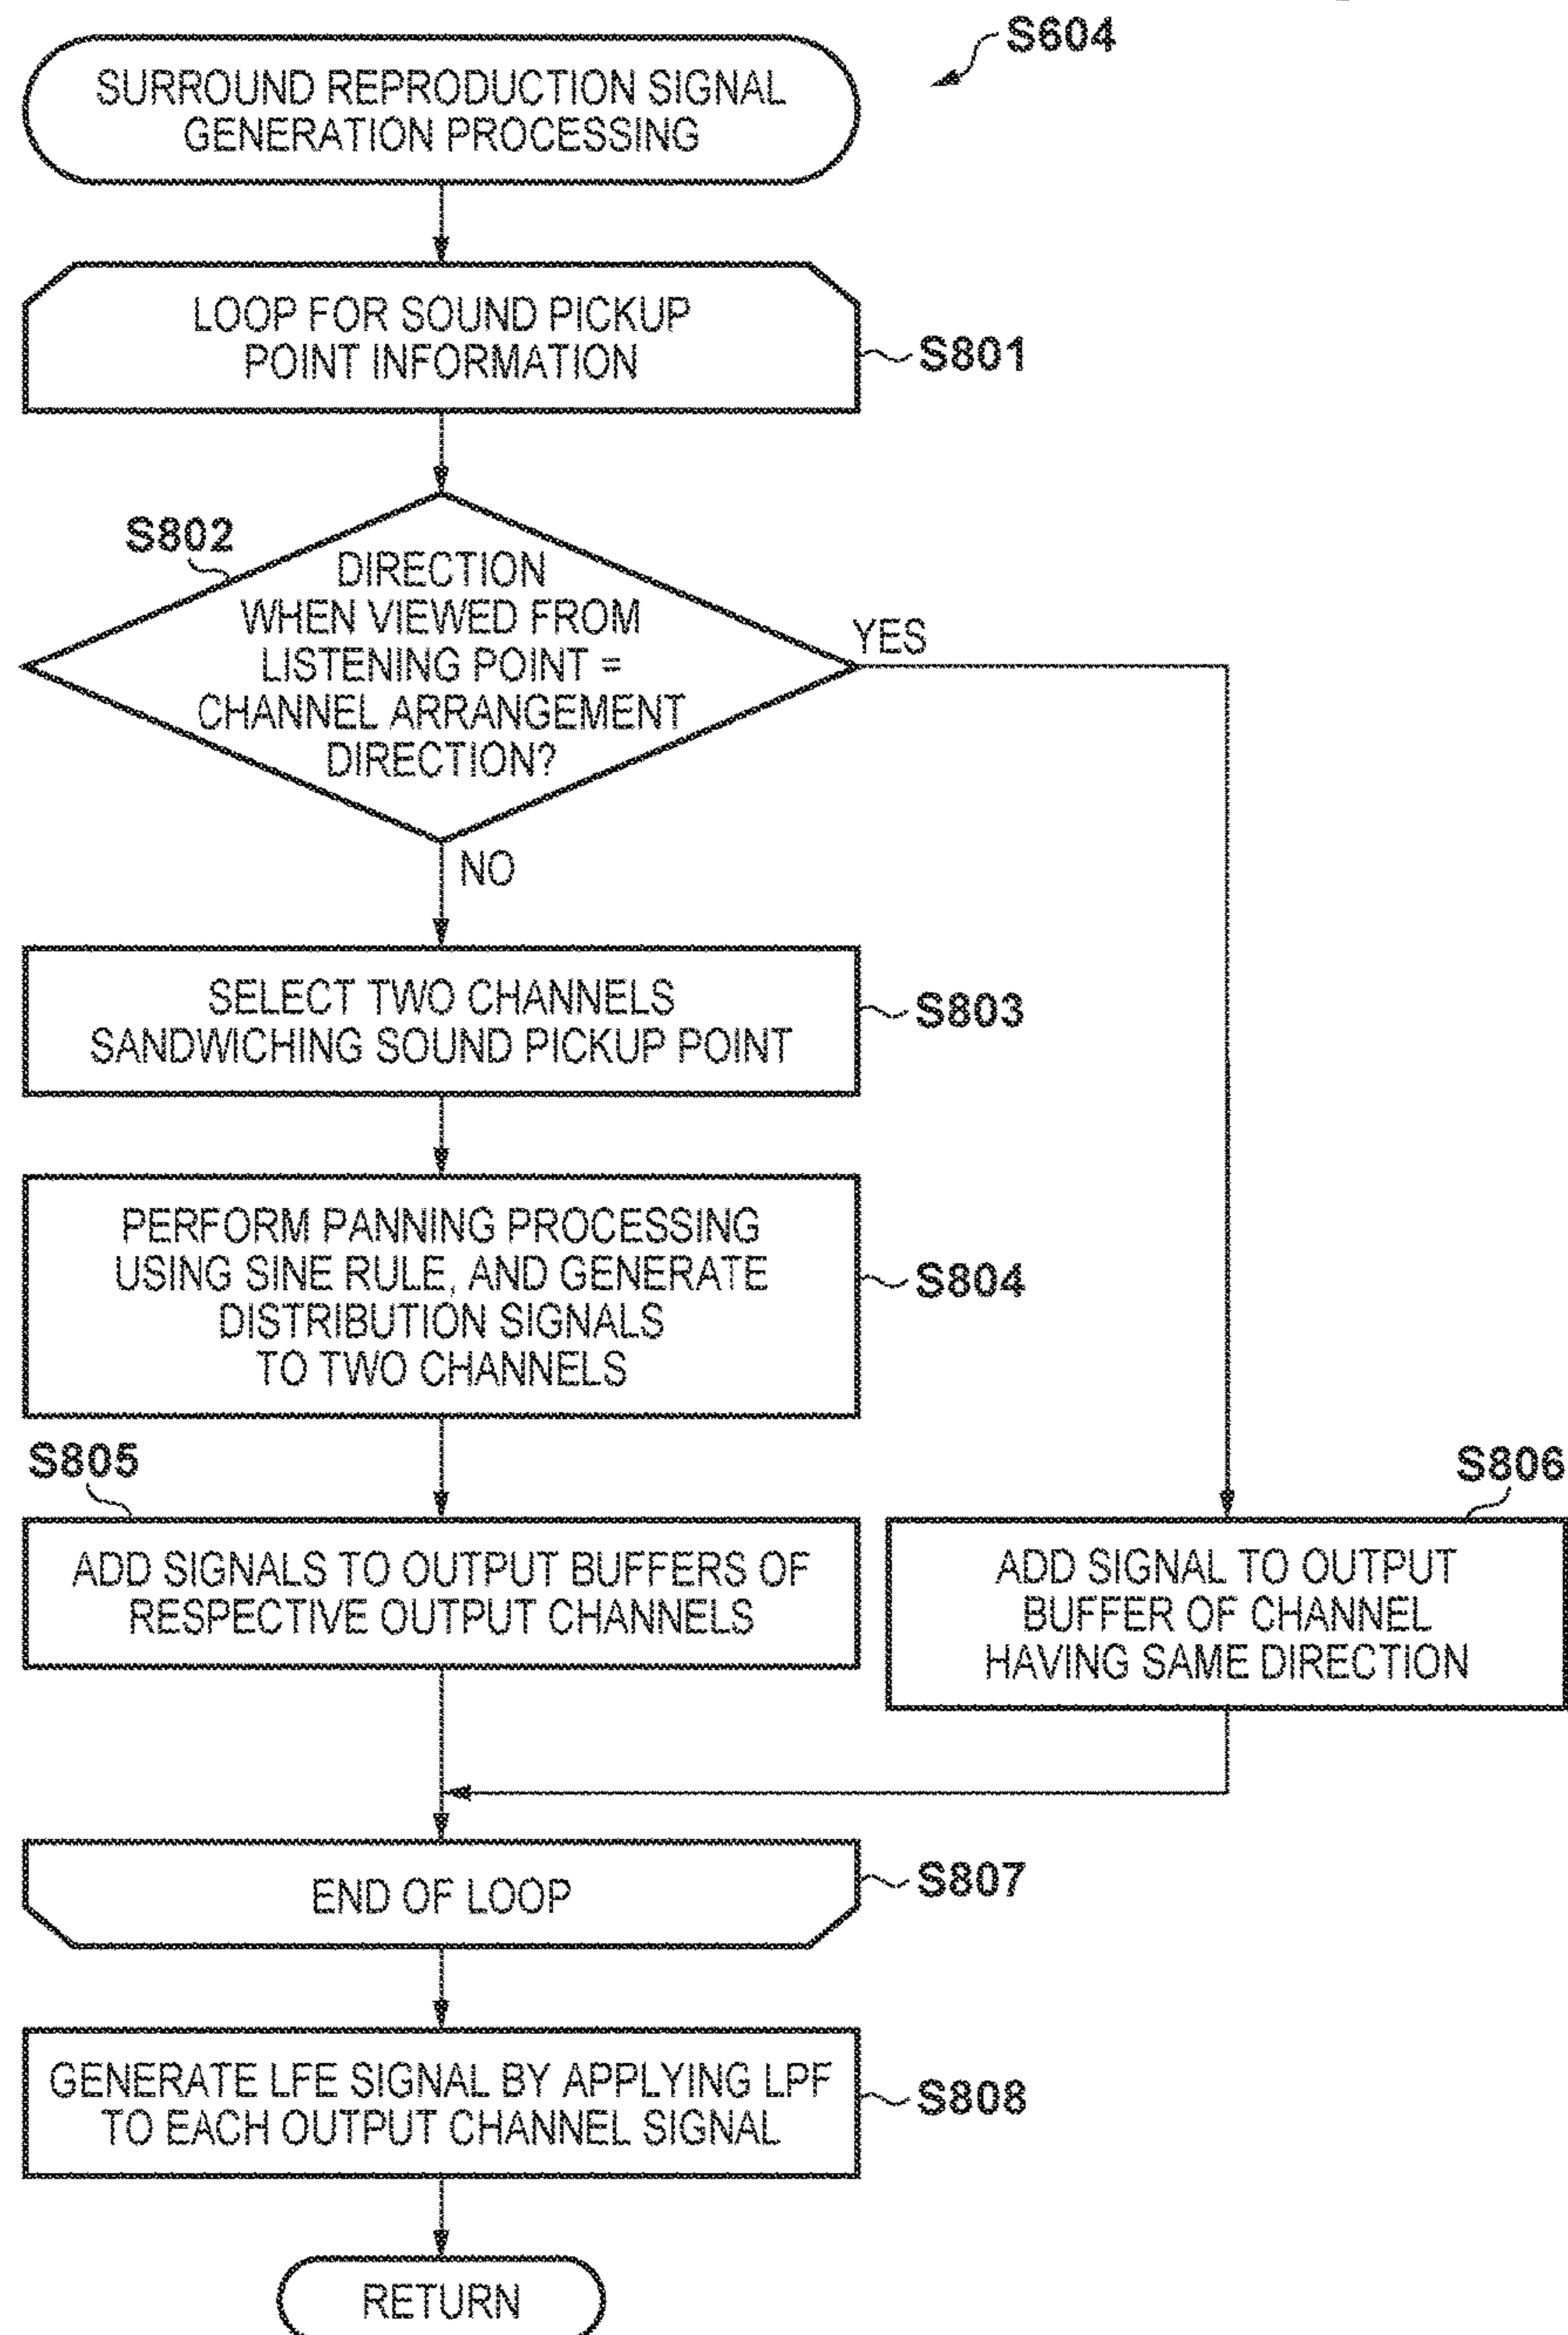 S604
SURROUND REPRODUCTION SIGNAL
GENERATION PROCESSING
LOOP FOR SOUND PICKUP
POINT INFORMATION
S801
S802
DIRECTION
WHEN VIEWED FROM
LISTENING POINT =
CHANNEL ARRANGEMENT
DIRECTION?
YES
NO
SELECT TWO CHANNELS
SANDWICHING SOUND PICKUP POINT
S803
PERFORM PANNING PROCESSING
USING SINE RULE, AND GENERATE
DISTRIBUTION SIGNALS
TO TWO CHANNELS
S804
S805
ADD SIGNALS TO OUTPUT BUFFERS OF
RESPECTIVE OUTPUT CHANNELS
S806
ADD SIGNAL TO OUTPUT
BUFFER OF CHANNEL
HAVING SAME DIRECTION
END OF LOOP
S807
GENERATE LFE SIGNAL BY APPLYING LPF
TO EACH OUTPUT CHANNEL SIGNAL
S808
RETURN